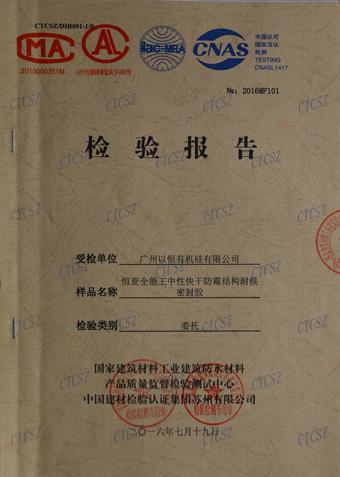 CTCSZ/DIR001-1/0
MA
AL
ilac-MRA
CNAS
中国认可
国际互认
检测
TESTING
CNASL1417
2015000351M
№：2016MF101
检验报告
受检单位 广州以恒有机硅有限公司
恒亚全能王中性快干防霉结构耐候
样品名称 密封胶
检验类别 委托
国家建筑材料工业建筑防水材料
产品质量监督检验测试中心
中国建材检验认证集团苏州有限公司
二〇一六年七月十九日